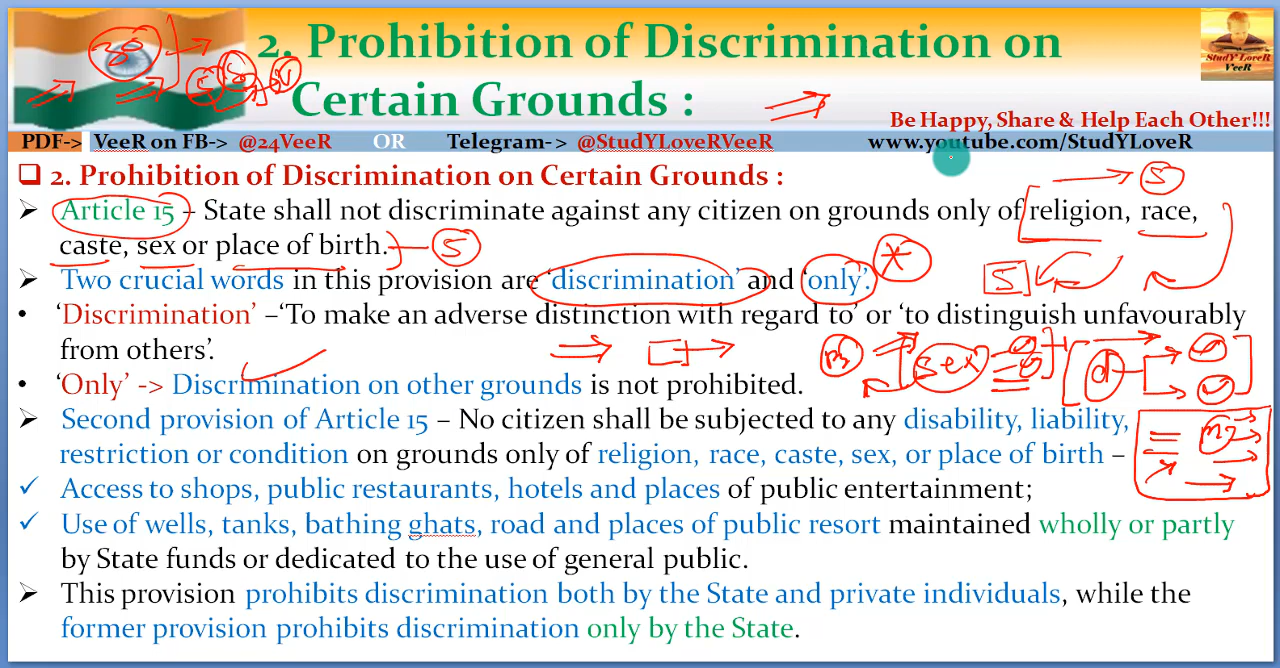 2. Prohibition of Discrimination on
Certain Grounds :
StudY LoveR
VeeR
Be Happy, Share & Help Each Other!!!
PDF-> VeeR on FB-> @24VeeR OR Telegram-> @StudYLoveRVeeR www.youtube.com/StudYLoveR
❑ 2. Prohibition of Discrimination on Certain Grounds :
➢ Article 15 – State shall not discriminate against any citizen on grounds only of religion, race,
caste, sex or place of birth.
➢ Two crucial words in this provision are ‘discrimination’ and ‘only’.
• ‘Discrimination’ –‘To make an adverse distinction with regard to’ or ‘to distinguish unfavourably
from others’.
• ‘Only’ -> Discrimination on other grounds is not prohibited.
sex
➢ Second provision of Article 15 – No citizen shall be subjected to any disability, liability,
restriction or condition on grounds only of religion, race, caste, sex, or place of birth –
✓ Access to shops, public restaurants, hotels and places of public entertainment;
✓ Use of wells, tanks, bathing ghats, road and places of public resort maintained wholly or partly
by State funds or dedicated to the use of general public.
➢ This provision prohibits discrimination both by the State and private individuals, while the
former provision prohibits discrimination only by the State.